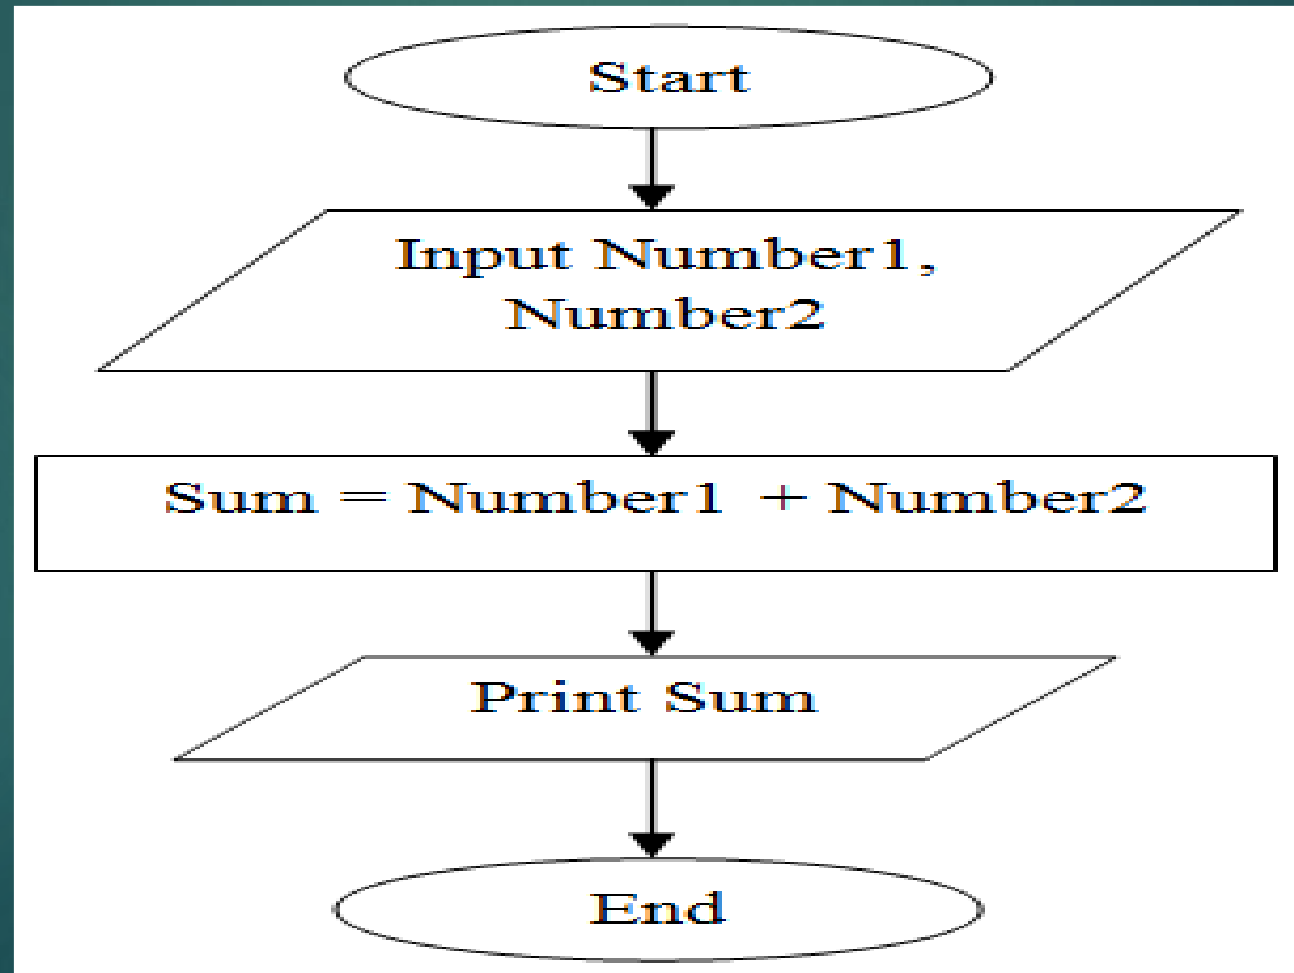 Start
Input Number1,
Number2
Sum = Number1 + Number2
Print Sum
End